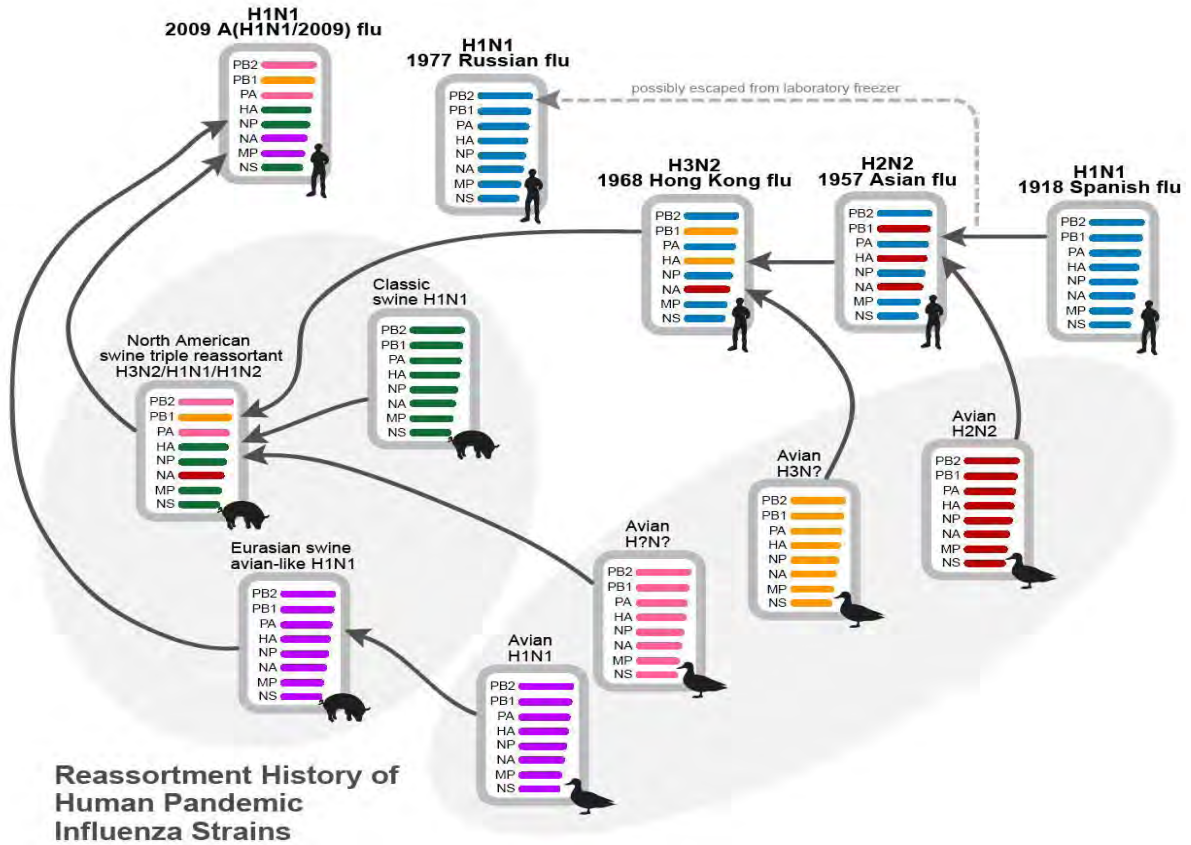 H1N1
2009 A(H1N1/2009) flu
PB2
PB1
PA
HA
NP
NA
MP
NS
H1N1
1977 Russian flu
PB2
PB1
PA
HA
NP
NA
MP
NS
possibly escaped from laboratory freezer
H3N2
1968 Hong Kong flu
PB2
PB1
PA
HA
NP
NA
MP
NS
H2N2
1957 Asian flu
PB2
PB1
PA
HA
NP
NA
MP
NS
H1N1
1918 Spanish flu
PB2
PB1
PA
HA
NP
NA
MP
NS
Classic
swine H1N1
PB2
PB1
PA
HA
NP
NA
MP
NS
North American
swine triple reassortant
H3N2/H1N1/H1N2
PB2
PB1
PA
HA
NP
NA
MP
NS
Avian
H2N2
PB2
PB1
PA
HA
NP
NA
MP
NS
Avian
H3N?
PB2
PB1
PA
HA
NP
NA
MP
NS
Avian
H?N?
PB2
PB1
PA
HA
NP
NA
MP
NS
Eurasian swine
avian-like H1N1
PB2
PB1
PA
HA
NP
NA
MP
NS
Avian
H1N1
PB2
PB1
PA
HA
NP
NA
MP
NS
Reassortment History of
Human Pandemic
Influenza Strains